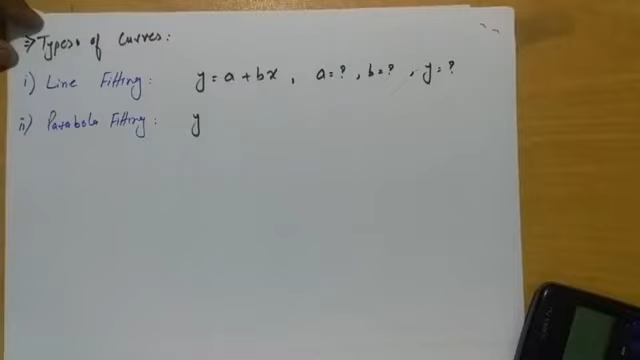 ⇒ Types of Curves:
i) Line Fitting: y = a + bx, a = ?, b = ?, y = ?
ii) Parabola Fitting: y